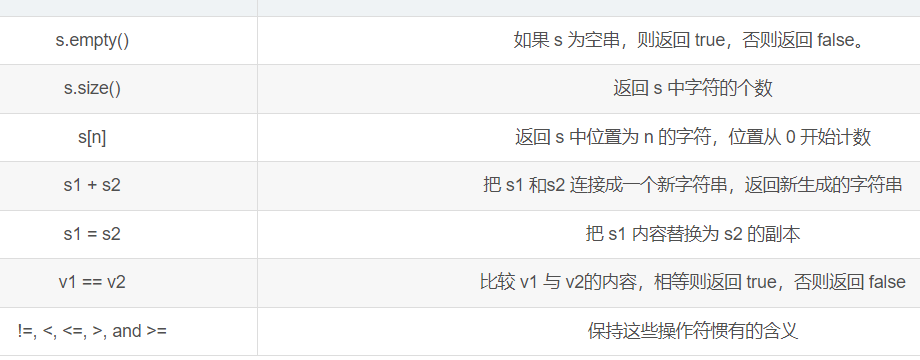 s.empty() 如果 s 为空串，则返回 true，否则返回 false。
s.size() 返回 s 中字符的个数
s[n] 返回 s 中位置为 n 的字符，位置从 0 开始计数
s1 + s2 把 s1 和s2 连接成一个新字符串，返回新生成的字符串
s1 = s2 把 s1 内容替换为 s2 的副本
v1 == v2 比较 v1 与 v2的内容，相等则返回 true，否则返回 false
!=, <, <=, >, and >= 保持这些操作符惯有的含义